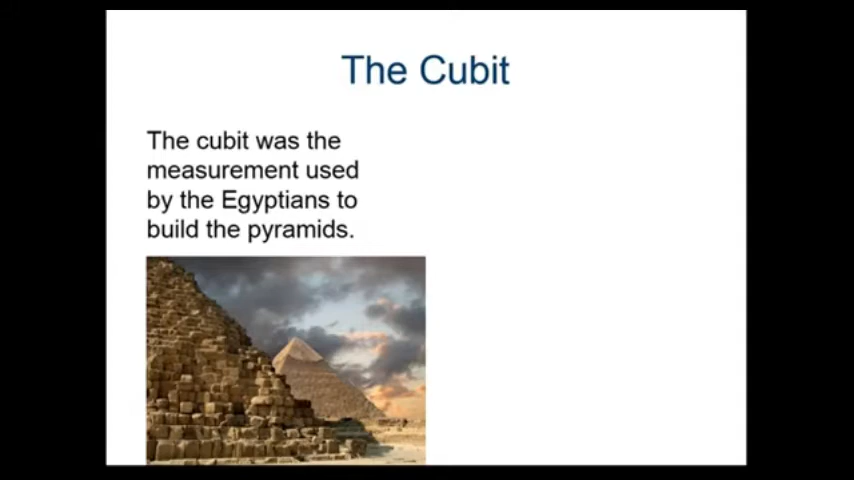 The Cubit
The cubit was the
measurement used
by the Egyptians to
build the pyramids.